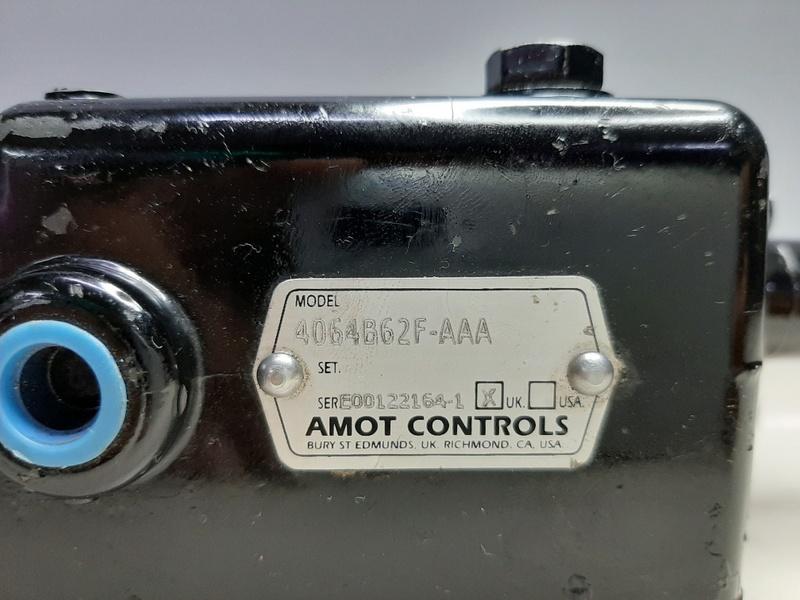 MODEL
4064B62F-AAA
SET.
SER E00122164-1 X UK. USA.
AMOT CONTROLS
BURY ST EDMUNDS. UK. RICHMOND. CA. USA.